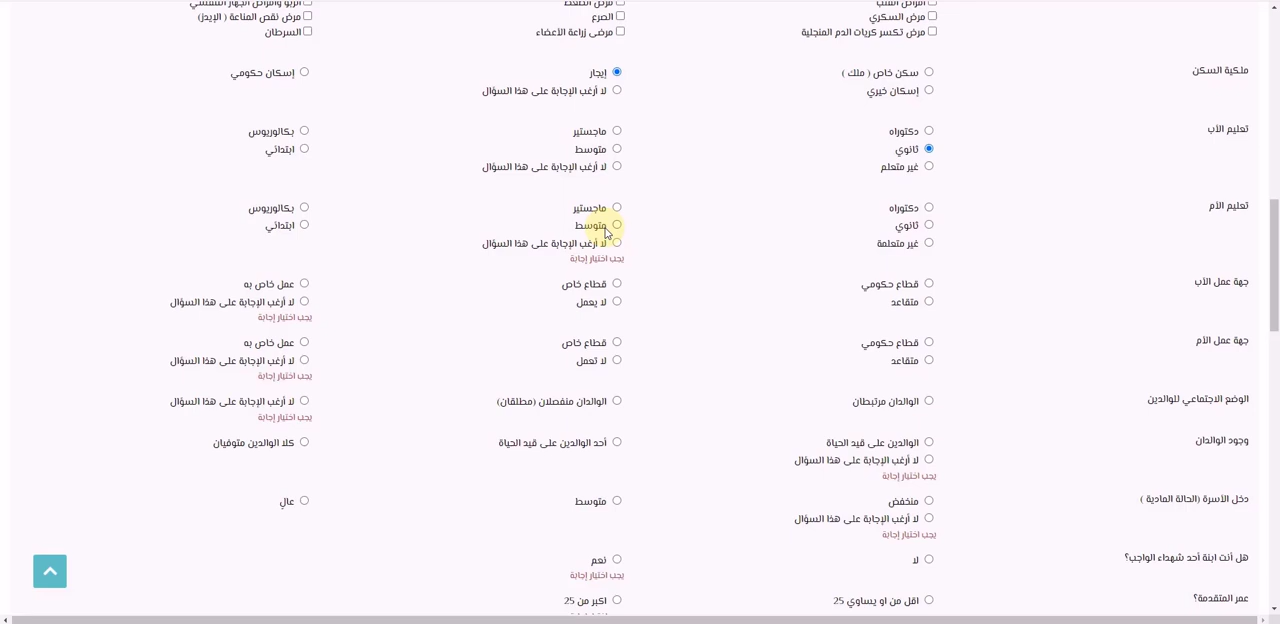 أمراض القلب
مرض الضغط
الربو وأمراض الجهاز التنفسي
مرض السكري
الصرع
مرض نقص المناعة ( الإيدز)
مرض تكسر كريات الدم المنجلية
مرضى زراعة الأعضاء
السرطان
ملكية السكن
سكن خاص ( ملك )
إيجار
إسكان حكومي
إسكان خيري
لا أرغب الإجابة على هذا السؤال
تعليم الأب
دكتوراه
ماجستير
بكالوريوس
ثانوي
متوسط
ابتدائي
غير متعلم
لا أرغب الإجابة على هذا السؤال
تعليم الأم
دكتوراه
ماجستير
بكالوريوس
ثانوي
متوسط
ابتدائي
غير متعلمة
لا أرغب الإجابة على هذا السؤال
يجب اختيار إجابة
جهة عمل الأب
قطاع حكومي
قطاع خاص
عمل خاص به
متقاعد
لا يعمل
لا أرغب الإجابة على هذا السؤال
يجب اختيار إجابة
جهة عمل الأم
قطاع حكومي
قطاع خاص
عمل خاص به
متقاعد
لا تعمل
لا أرغب الإجابة على هذا السؤال
يجب اختيار إجابة
الوضع الاجتماعي للوالدين
الوالدان مرتبطان
الوالدان منفصلان (مطلقان)
لا أرغب الإجابة على هذا السؤال
يجب اختيار إجابة
وجود الوالدان
الوالدين على قيد الحياة
أحد الوالدين على قيد الحياة
كلا الوالدين متوفيان
لا أرغب الإجابة على هذا السؤال
يجب اختيار إجابة
دخل الأسرة (الحالة المادية )
منخفض
متوسط
عالٍ
لا أرغب الإجابة على هذا السؤال
يجب اختيار إجابة
هل أنت ابنة أحد شهداء الواجب؟
لا
نعم
يجب اختيار إجابة
عمر المتقدمة؟
اقل من او يساوي 25
اكبر من 25